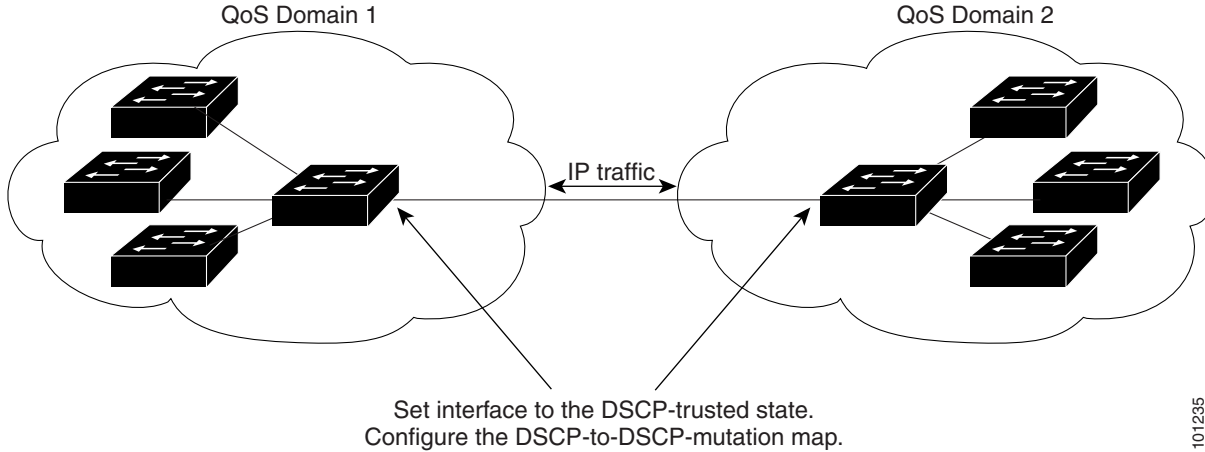 QoS Domain 1
QoS Domain 2
IP traffic
Set interface to the DSCP-trusted state.
Configure the DSCP-to-DSCP-mutation map.
101235